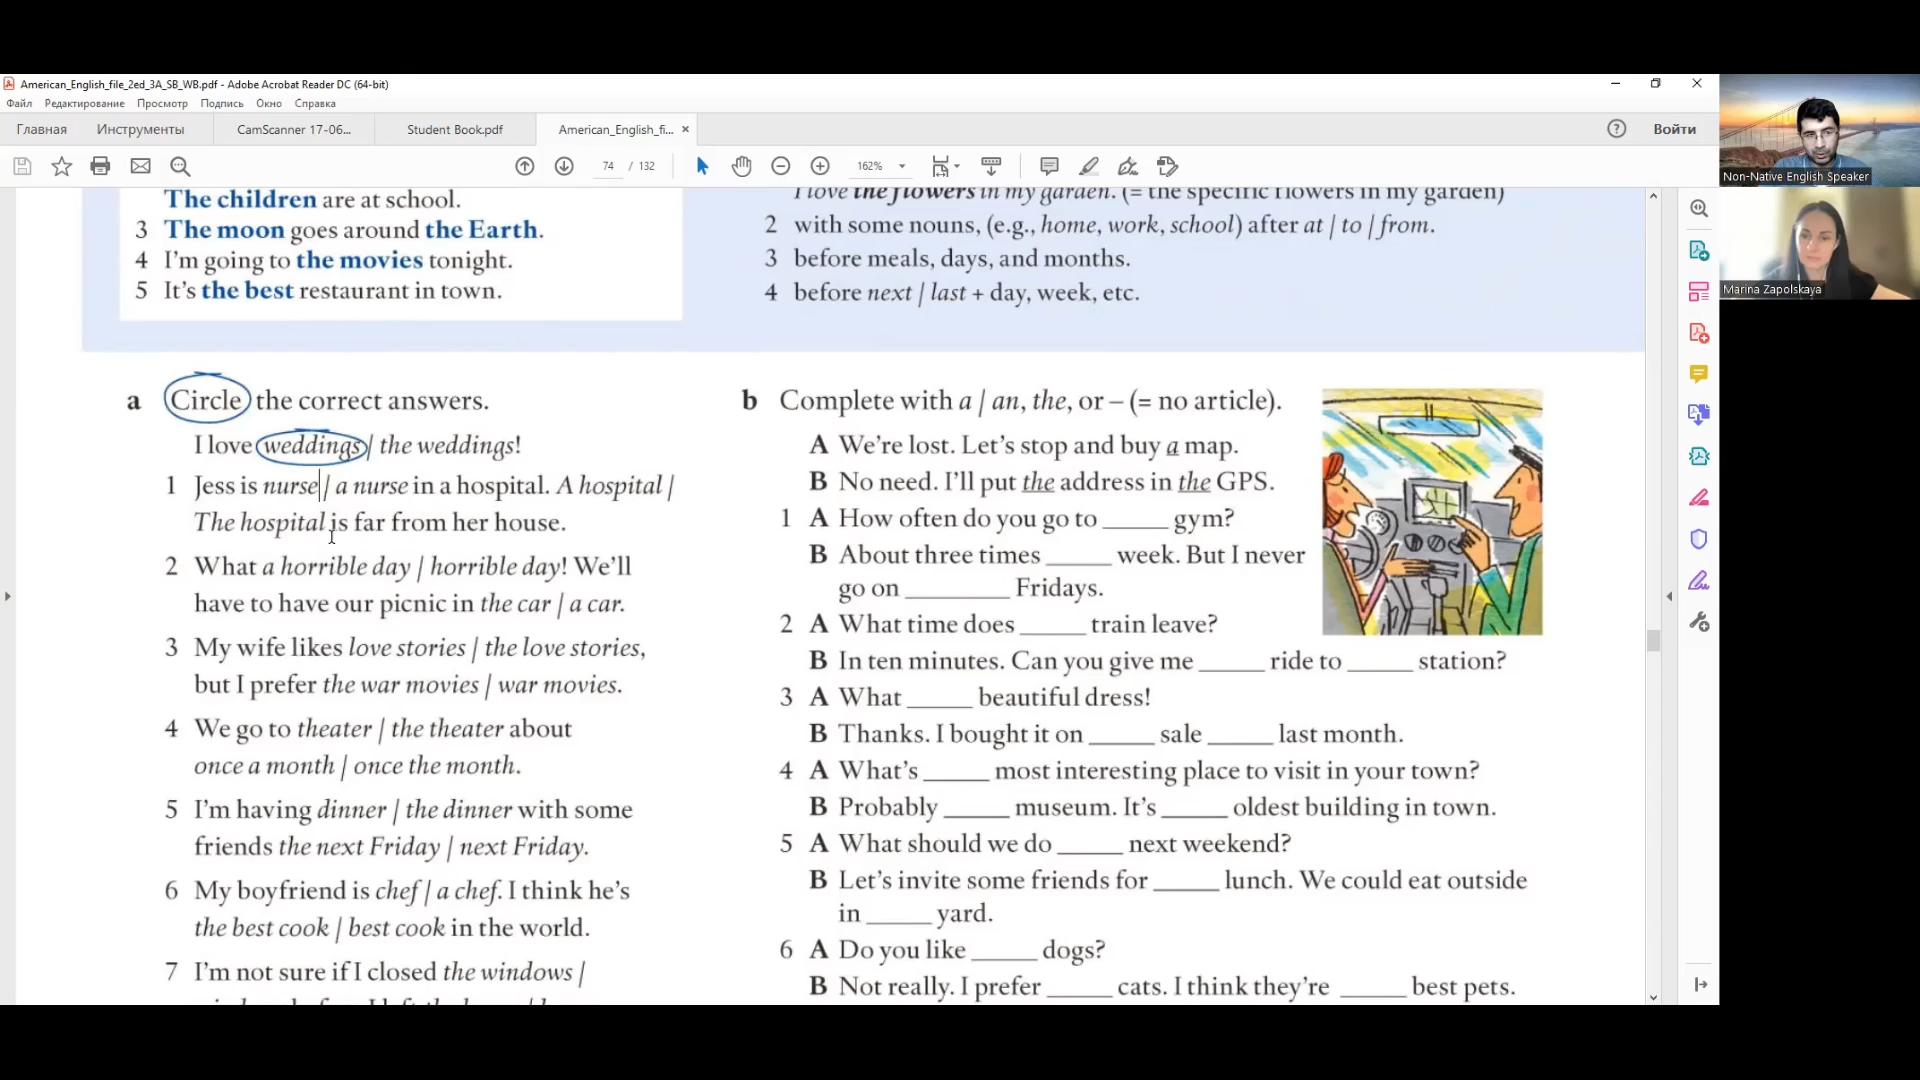 American_English_file_2ed_3A_SB_WB.pdf - Adobe Acrobat Reader DC (64-bit)
Файл Редактирование Просмотр Подпись Окно Справка
Главная Инструменты CamScanner 17-06... Student Book.pdf American_English_fi... Войти
74 / 132 162%
Non-Native English Speaker
Marina Zapolskaya
The children are at school.
3 The moon goes around the Earth.
4 I'm going to the movies tonight.
5 It's the best restaurant in town.
I love the flowers in my garden. (= the specific flowers in my garden)
2 with some nouns, (e.g., home, work, school) after at | to | from.
3 before meals, days, and months.
4 before next | last + day, week, etc.
a Circle the correct answers.
I love weddings | the weddings!
1 Jess is nurse | a nurse in a hospital. A hospital |
The hospital is far from her house.
2 What a horrible day | horrible day! We'll
have to have our picnic in the car | a car.
3 My wife likes love stories | the love stories,
but I prefer the war movies | war movies.
4 We go to theater | the theater about
once a month | once the month.
5 I'm having dinner | the dinner with some
friends the next Friday | next Friday.
6 My boyfriend is chef | a chef. I think he's
the best cook | best cook in the world.
7 I'm not sure if I closed the windows |
b Complete with a | an, the, or – (= no article).
A We're lost. Let's stop and buy a map.
B No need. I'll put the address in the GPS.
1 A How often do you go to _____ gym?
B About three times _____ week. But I never
go on ________ Fridays.
2 A What time does _____ train leave?
B In ten minutes. Can you give me _____ ride to _____ station?
3 A What _____ beautiful dress!
B Thanks. I bought it on _____ sale _____ last month.
4 A What's _____ most interesting place to visit in your town?
B Probably _____ museum. It's _____ oldest building in town.
5 A What should we do _____ next weekend?
B Let's invite some friends for _____ lunch. We could eat outside
in _____ yard.
6 A Do you like _____ dogs?
B Not really. I prefer _____ cats. I think they're _____ best pets.